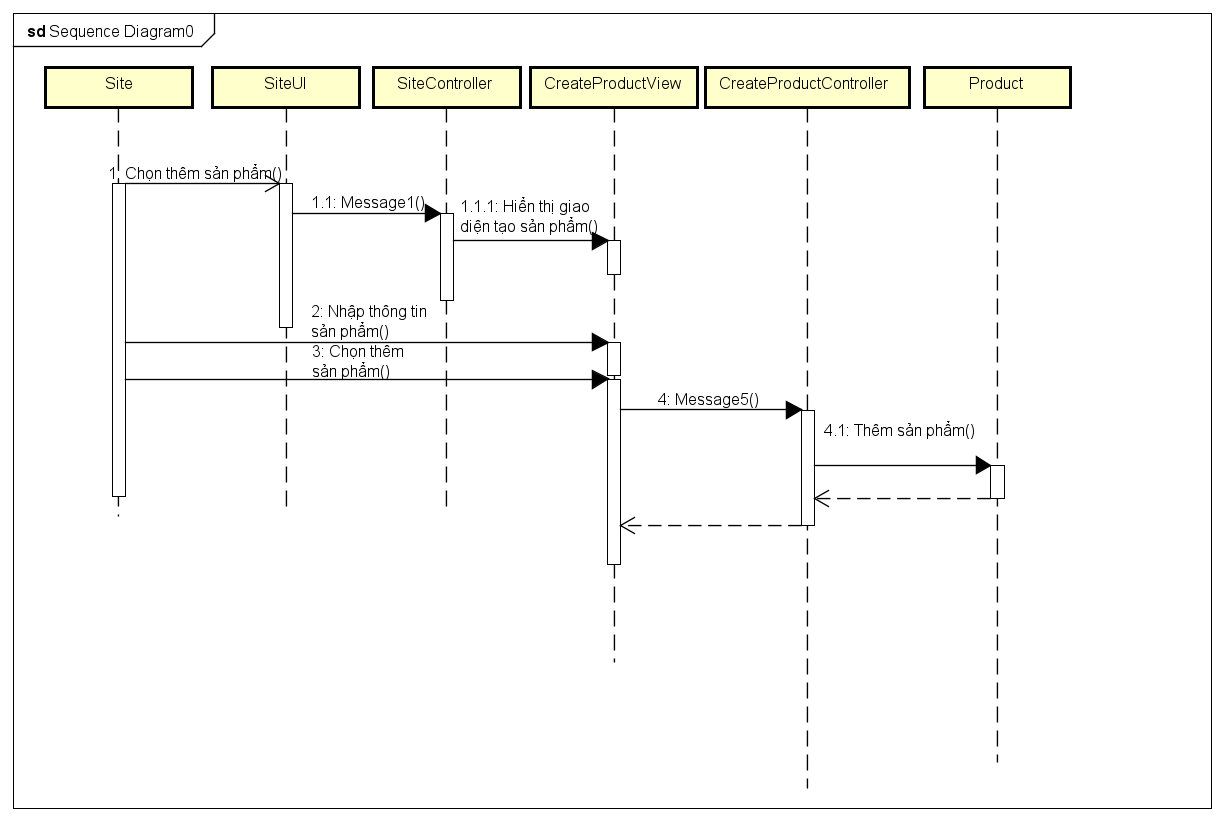 sd Sequence Diagram0
Site
SiteUI
SiteController
CreateProductView
CreateProductController
Product
1: Chọn thêm sản phẩm()
1.1: Message1()
1.1.1: Hiển thị giao
diện tạo sản phẩm()
2: Nhập thông tin
sản phẩm()
3: Chọn thêm
sản phẩm()
4: Message5()
4.1: Thêm sản phẩm()